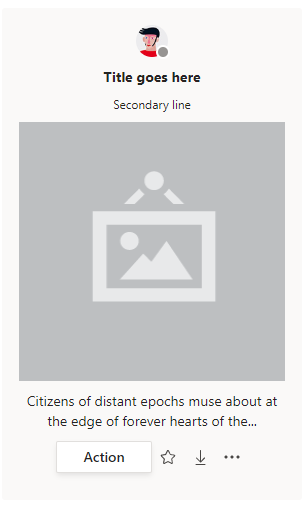 Title goes here
Secondary line
Citizens of distant epochs muse about at
the edge of forever hearts of the...
Action